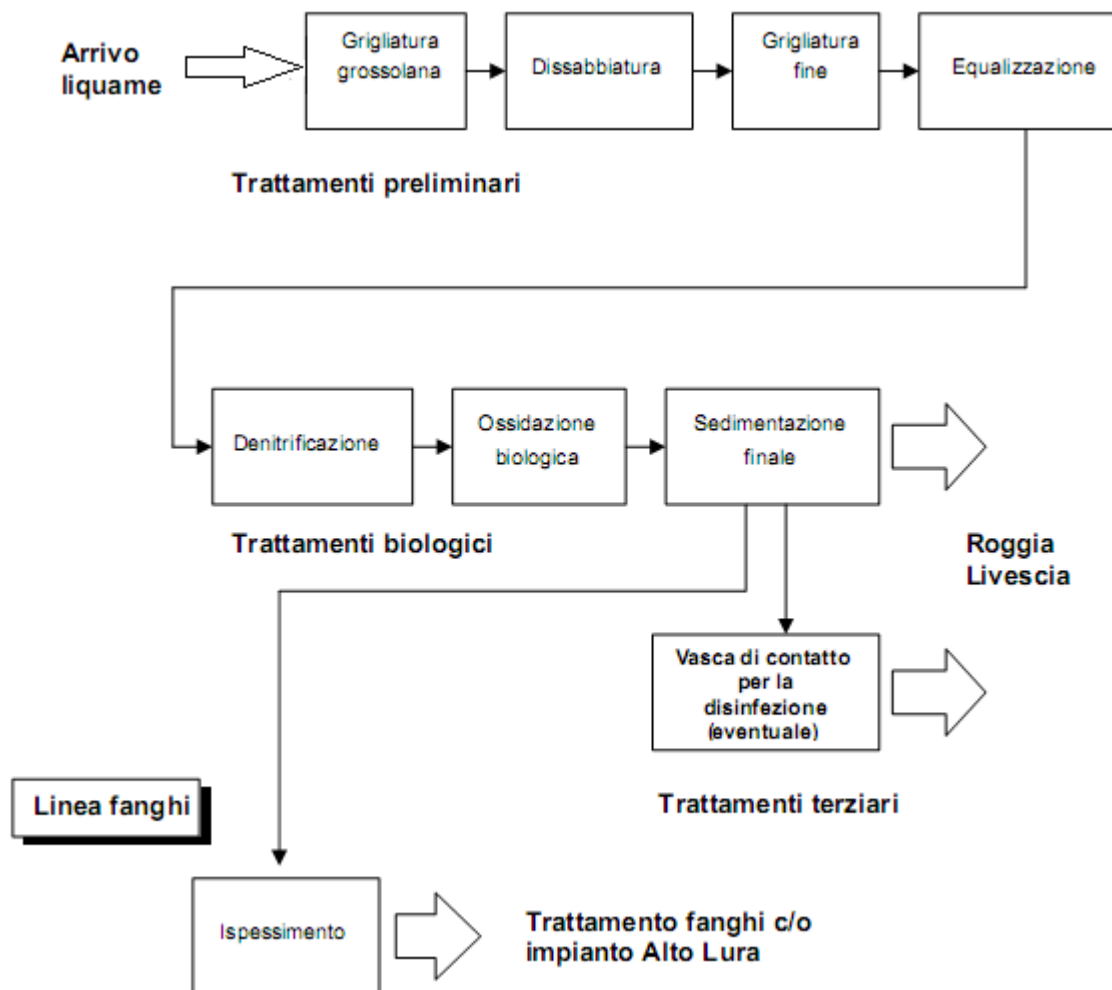 Arrivo
liquame
Grigliatura
grossolana
Dissabbiatura
Grigliatura
fine
Equalizzazione
Trattamenti preliminari
Denitrificazione
Ossidazione
biologica
Sedimentazione
finale
Trattamenti biologici
Roggia
Livescia
Vasca di contatto
per la
disinfezione
(eventuale)
Trattamenti terziari
Linea fanghi
Ispessimento
Trattamento fanghi c/o
impianto Alto Lura